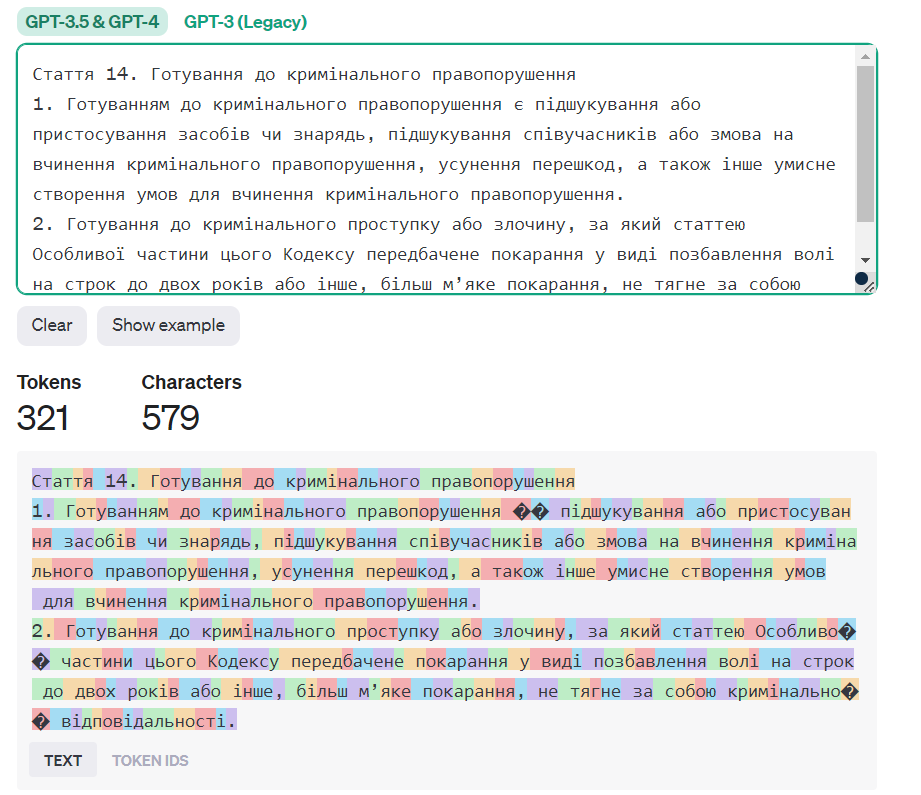 GPT-3.5 & GPT-4 GPT-3 (Legacy)
Стаття 14. Готування до кримінального правопорушення
1. Готуванням до кримінального правопорушення є підшукування або
пристосування засобів чи знарядь, підшукування співучасників або змова на
вчинення кримінального правопорушення, усунення перешкод, а також інше умисне
створення умов для вчинення кримінального правопорушення.
2. Готування до кримінального проступку або злочину, за який статтею
Особливої частини цього Кодексу передбачене покарання у виді позбавлення волі
на строк до двох років або інше, більш м’яке покарання, не тягне за собою
Clear Show example
Tokens Characters
321 579
Стаття 14. Готування до кримінального правопорушення
1. Готуванням до кримінального правопорушення �� підшукування або пристосуван
ня засобів чи знарядь, підшукування співучасників або змова на вчинення криміна
льного правопорушення, усунення перешкод, а також інше умисне створення умов
для вчинення кримінального правопорушення.
2. Готування до кримінального проступку або злочину, за який статтею Особливо�
� частини цього Кодексу передбачене покарання у виді позбавлення волі на строк
до двох років або інше, більш м’яке покарання, не тягне за собою кримінально�
� відповідальності.
TEXT TOKEN IDS